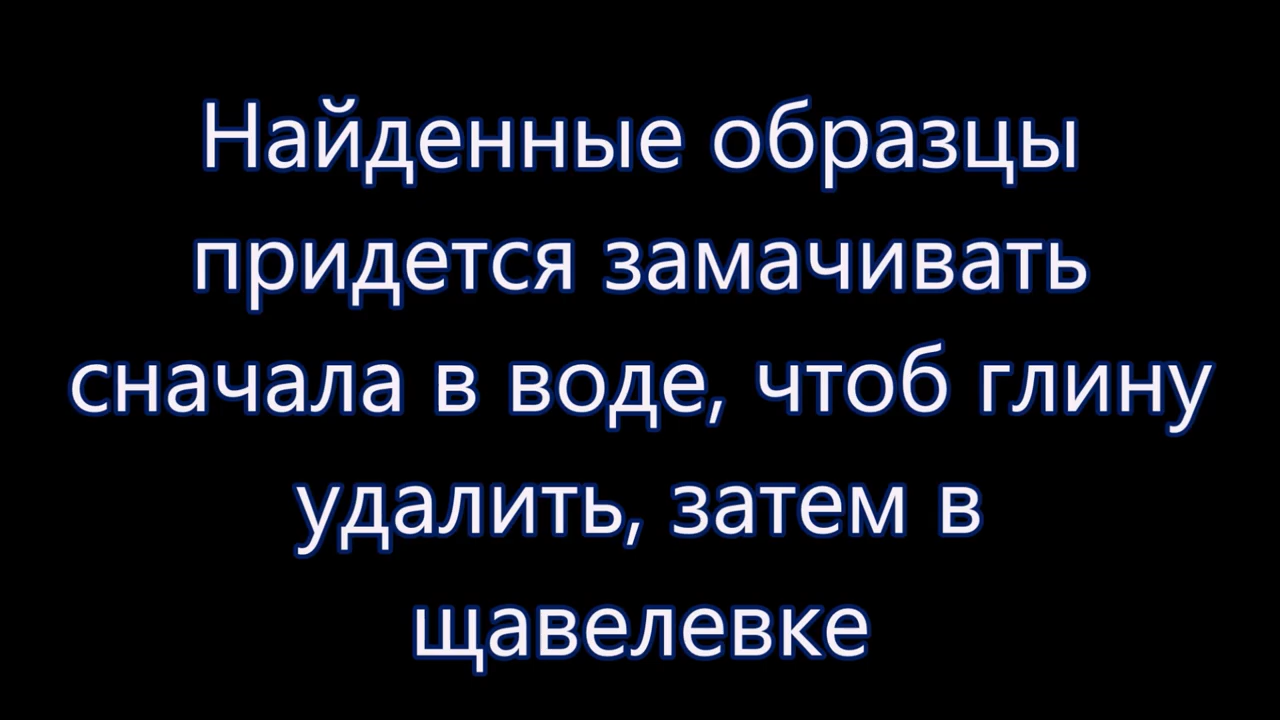 Найденные образцы
придется замачивать
сначала в воде, чтоб глину
удалить, затем в
щавелевке